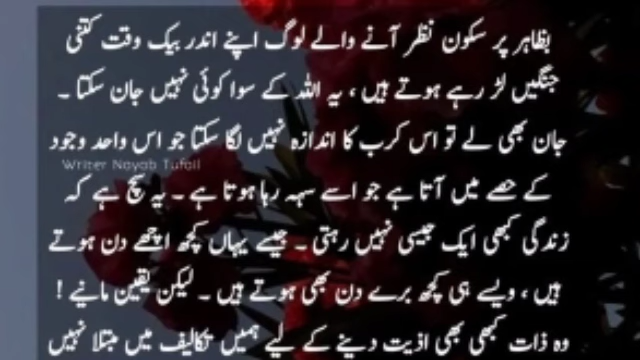 بظاہر پر سکون نظر آنے والے لوگ اپنے اندر بیک وقت کتنی
جنگیں لڑ رہے ہوتے ہیں ، یہ اللہ کے سوا کوئی نہیں جان سکتا ۔
جان بھی لے تو اس کرب کا اندازہ نہیں لگا سکتا جو اس واحد وجود
Writer Nayab Tufail
کے حصے میں آتا ہے جو اسے سہہ رہا ہوتا ہے ۔ یہ سچ ہے کہ
زندگی کبھی ایک جیسی نہیں رہتی ۔ جیسے یہاں کچھ اچھے دن ہوتے
ہیں ، ویسے ہی کچھ برے دن بھی ہوتے ہیں ۔ لیکن یقین مانیے !
وہ ذات کبھی بھی اذیت دینے کے لیے ہمیں تکالیف میں مبتلا نہیں